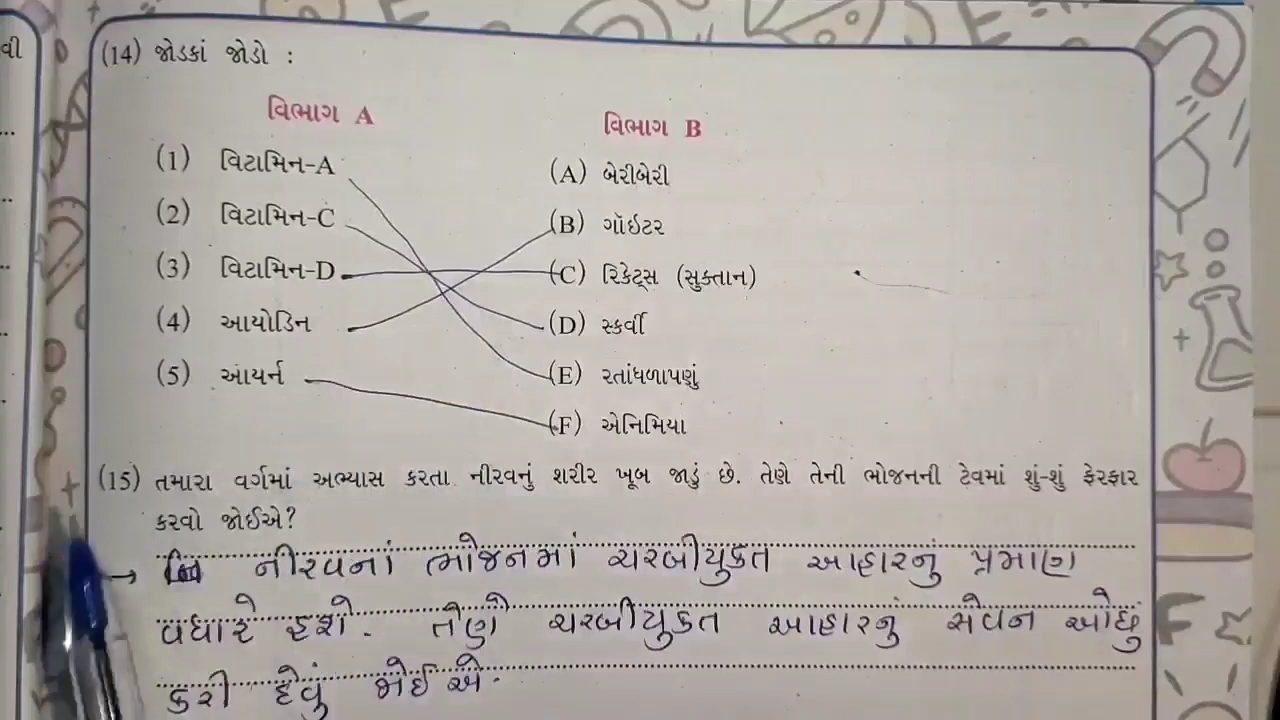 વી
(14) જોડકાં જોડો :
વિભાગ A
વિભાગ B
(1) વિટામિન-A
(A) બેરીબેરી
(2) વિટામિન-C
(B) ગૉઇટર
(3) વિટામિન-D
(C) રિકેટ્સ (સુક્તાન)
(4) આયોડિન
(D) સ્કર્વી
(5) આયર્ન
(E) રતાંધળાપણું
(F) એનિમિયા
(15) તમારા વર્ગમાં અભ્યાસ કરતા નીરવનું શરીર ખૂબ જાડું છે. તેણે તેની ભોજનની ટેવમાં શું-શું ફેરફાર
કરવો જોઈએ?
→ નીરવનાં ભોજનમાં ચરબીયુક્ત આહારનું પ્રમાણ
વધારે હશે. તેણે ચરબીયુક્ત આહારનું સેવન ઓછું
કરી દેવું જોઈએ.